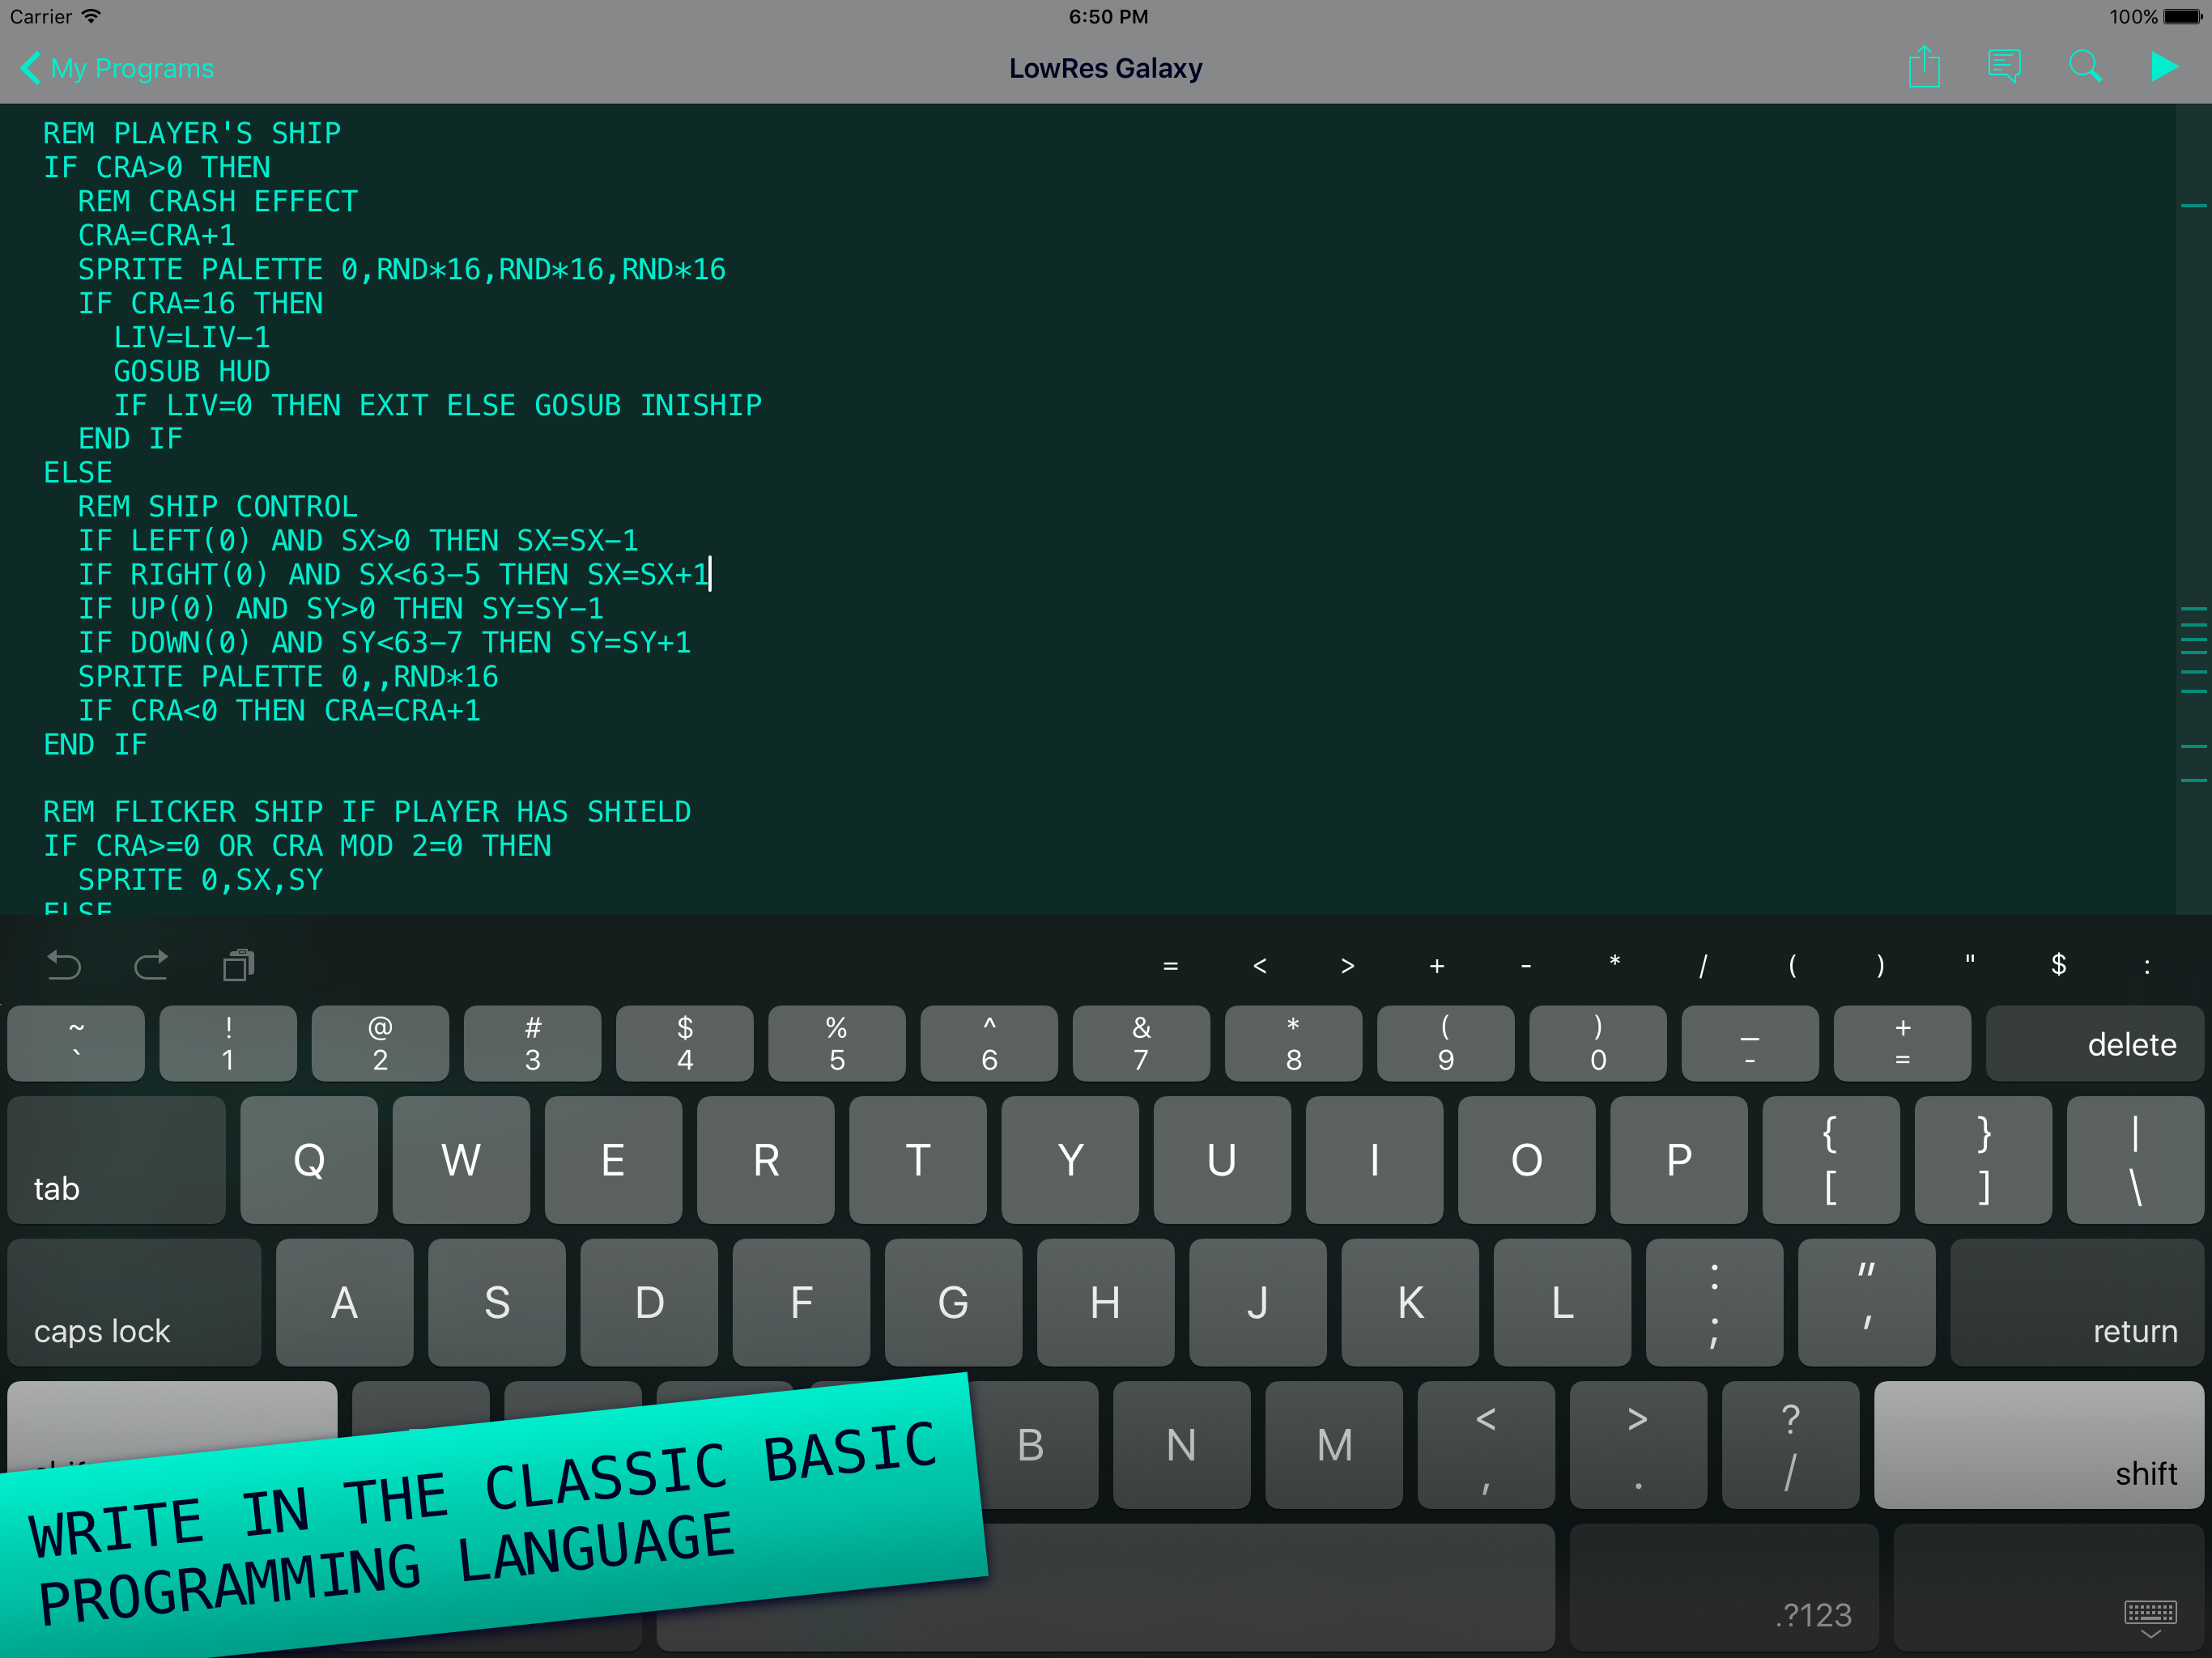 Carrier 6:50 PM 100%
My Programs LowRes Galaxy
REM PLAYER'S SHIP
IF CRA>0 THEN
  REM CRASH EFFECT
  CRA=CRA+1
  SPRITE PALETTE 0,RND*16,RND*16,RND*16
  IF CRA=16 THEN
    LIV=LIV-1
    GOSUB HUD
    IF LIV=0 THEN EXIT ELSE GOSUB INISHIP
  END IF
ELSE
  REM SHIP CONTROL
  IF LEFT(0) AND SX>0 THEN SX=SX-1
  IF RIGHT(0) AND SX<63-5 THEN SX=SX+1
  IF UP(0) AND SY>0 THEN SY=SY-1
  IF DOWN(0) AND SY<63-7 THEN SY=SY+1
  SPRITE PALETTE 0,,RND*16
  IF CRA<0 THEN CRA=CRA+1
END IF
REM FLICKER SHIP IF PLAYER HAS SHIELD
IF CRA>=0 OR CRA MOD 2=0 THEN
  SPRITE 0,SX,SY
ELSE
= < > + - * / ( ) " $ :
~ ! @ # $ % ^ & * ( ) _ +
` 1 2 3 4 5 6 7 8 9 0 - = delete
tab Q W E R T Y U I O P { [ } ] | \
caps lock A S D F G H J K L : ; " ' return
B N M < , > . ? / shift
.?123
WRITE IN THE CLASSIC BASIC
PROGRAMMING LANGUAGE